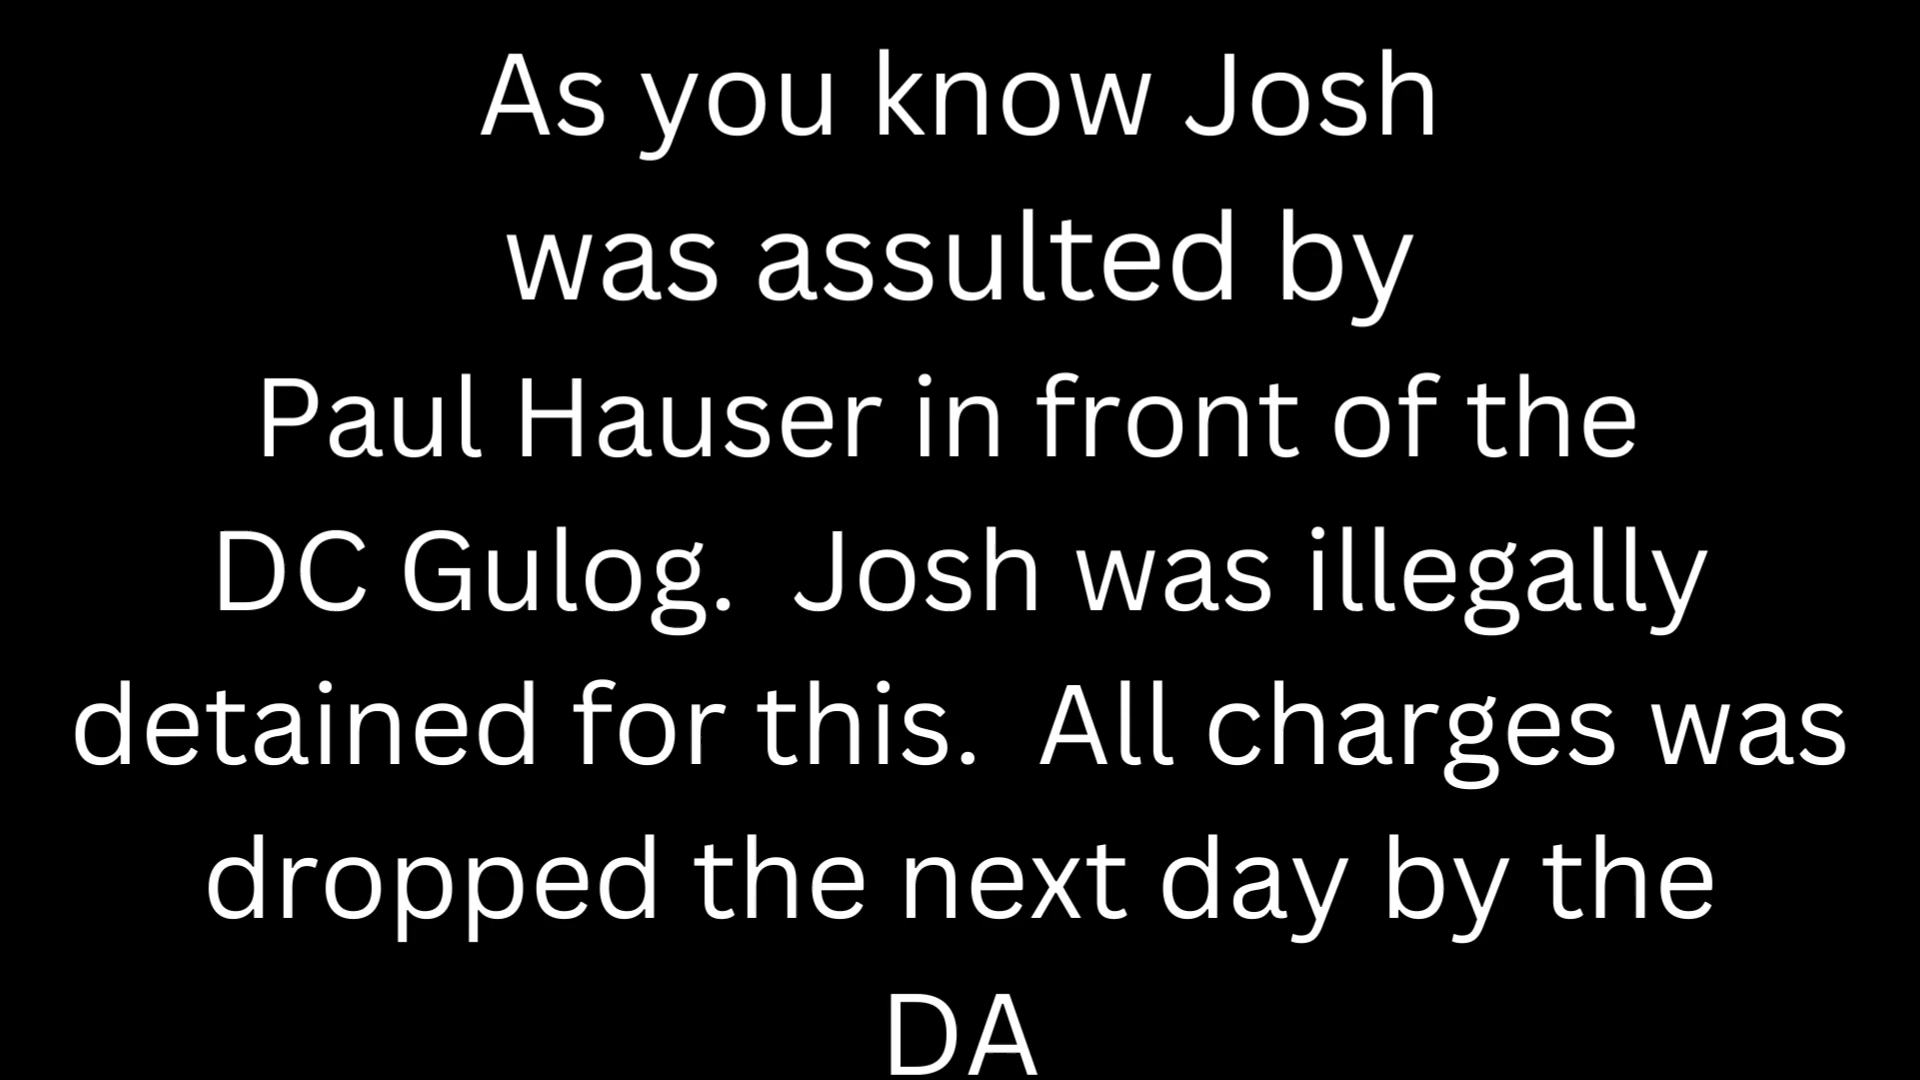 As you know Josh
was assulted by
Paul Hauser in front of the
DC Gulog.  Josh was illegally
detained for this.  All charges was
dropped the next day by the
DA